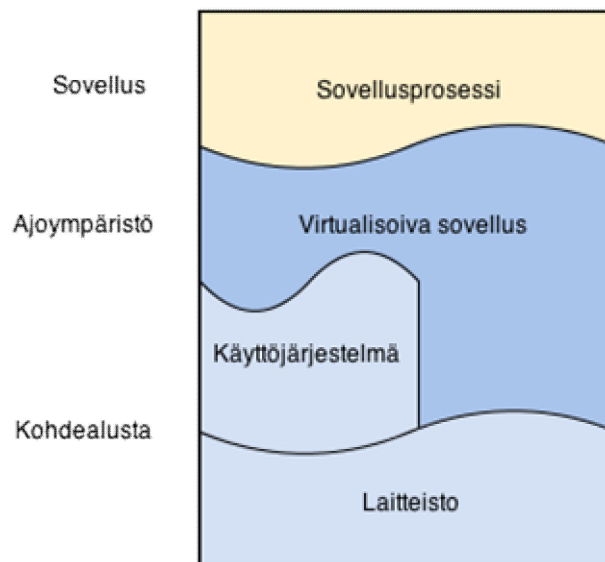 Sovellus
Sovellusprosessi
Ajoympäristö
Virtualisoiva sovellus
Käyttöjärjestelmä
Kohdealusta
Laitteisto